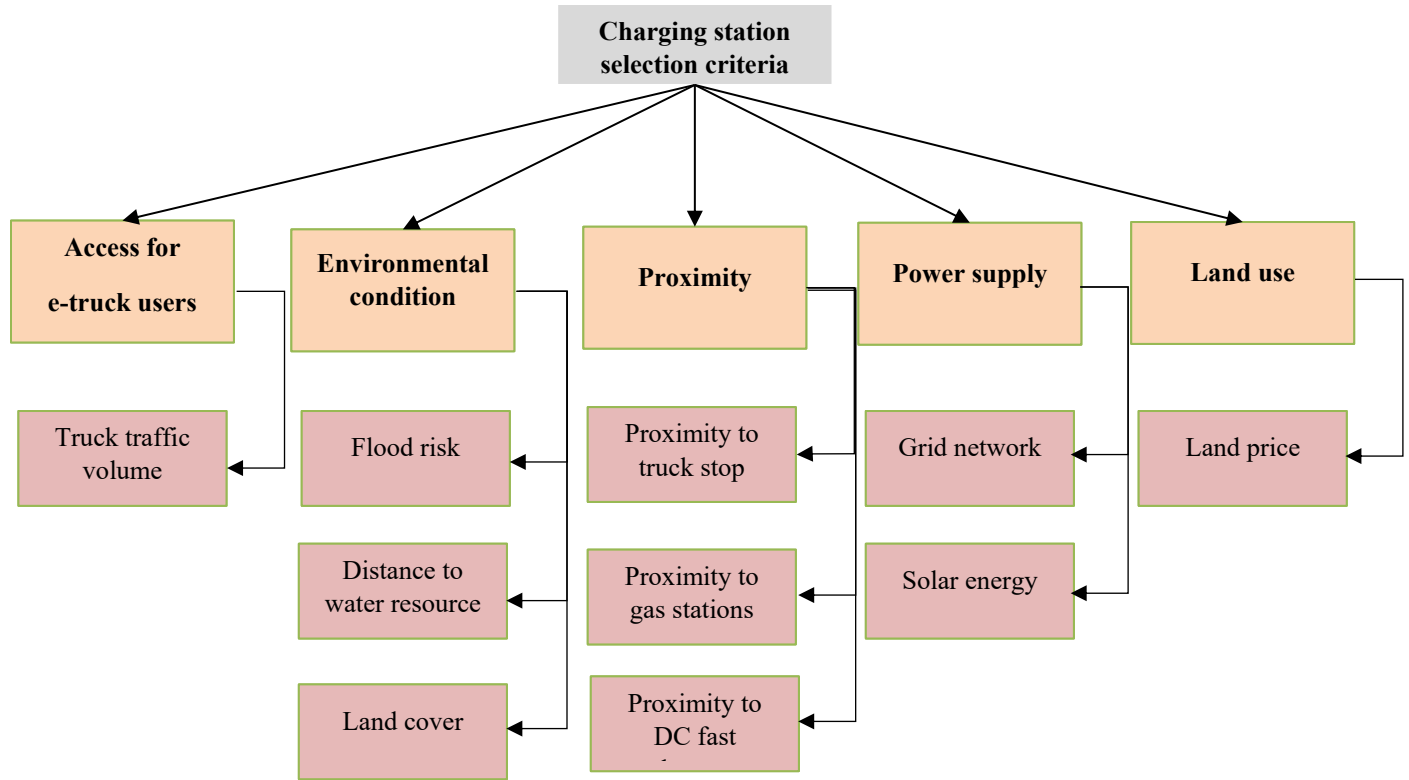 Charging station
selection criteria
Access for
e-truck users
Environmental
condition
Proximity
Power supply
Land use
Truck traffic
volume
Flood risk
Proximity to
truck stop
Grid network
Land price
Distance to
water resource
Proximity to
gas stations
Solar energy
Land cover
Proximity to
DC fast